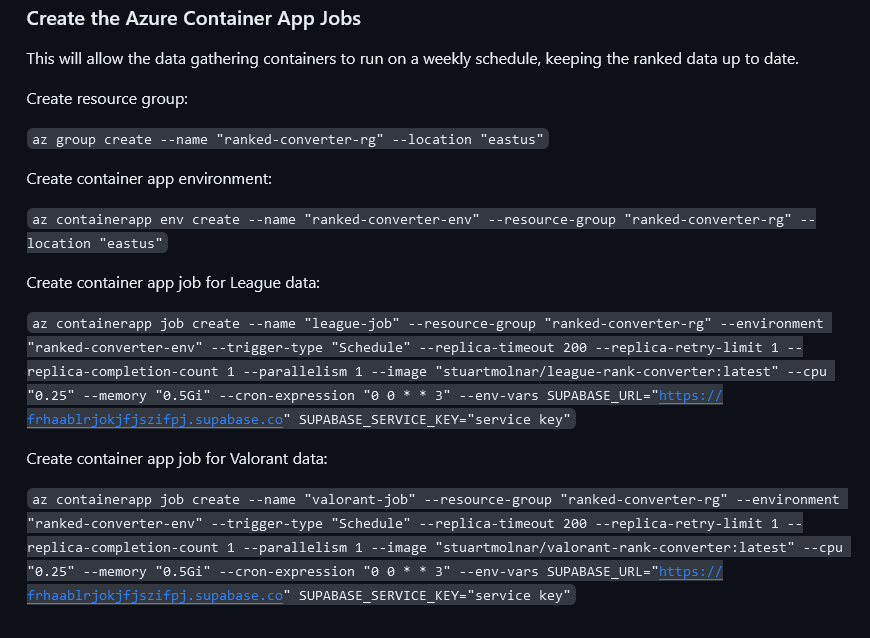 Create the Azure Container App Jobs
This will allow the data gathering containers to run on a weekly schedule, keeping the ranked data up to date.
Create resource group:
az group create --name "ranked-converter-rg" --location "eastus"
Create container app environment:
az containerapp env create --name "ranked-converter-env" --resource-group "ranked-converter-rg" --
location "eastus"
Create container app job for League data:
az containerapp job create --name "league-job" --resource-group "ranked-converter-rg" --environment
"ranked-converter-env" --trigger-type "Schedule" --replica-timeout 200 --replica-retry-limit 1 --
replica-completion-count 1 --parallelism 1 --image "stuartmolnar/league-rank-converter:latest" --cpu
"0.25" --memory "0.5Gi" --cron-expression "0 0 * * 3" --env-vars SUPABASE_URL="https://
frhaablrjokjfjszifpj.supabase.co" SUPABASE_SERVICE_KEY="service key"
Create container app job for Valorant data:
az containerapp job create --name "valorant-job" --resource-group "ranked-converter-rg" --environment
"ranked-converter-env" --trigger-type "Schedule" --replica-timeout 200 --replica-retry-limit 1 --
replica-completion-count 1 --parallelism 1 --image "stuartmolnar/valorant-rank-converter:latest" --cpu
"0.25" --memory "0.5Gi" --cron-expression "0 0 * * 3" --env-vars SUPABASE_URL="https://
frhaablrjokjfjszifpj.supabase.co" SUPABASE_SERVICE_KEY="service key"